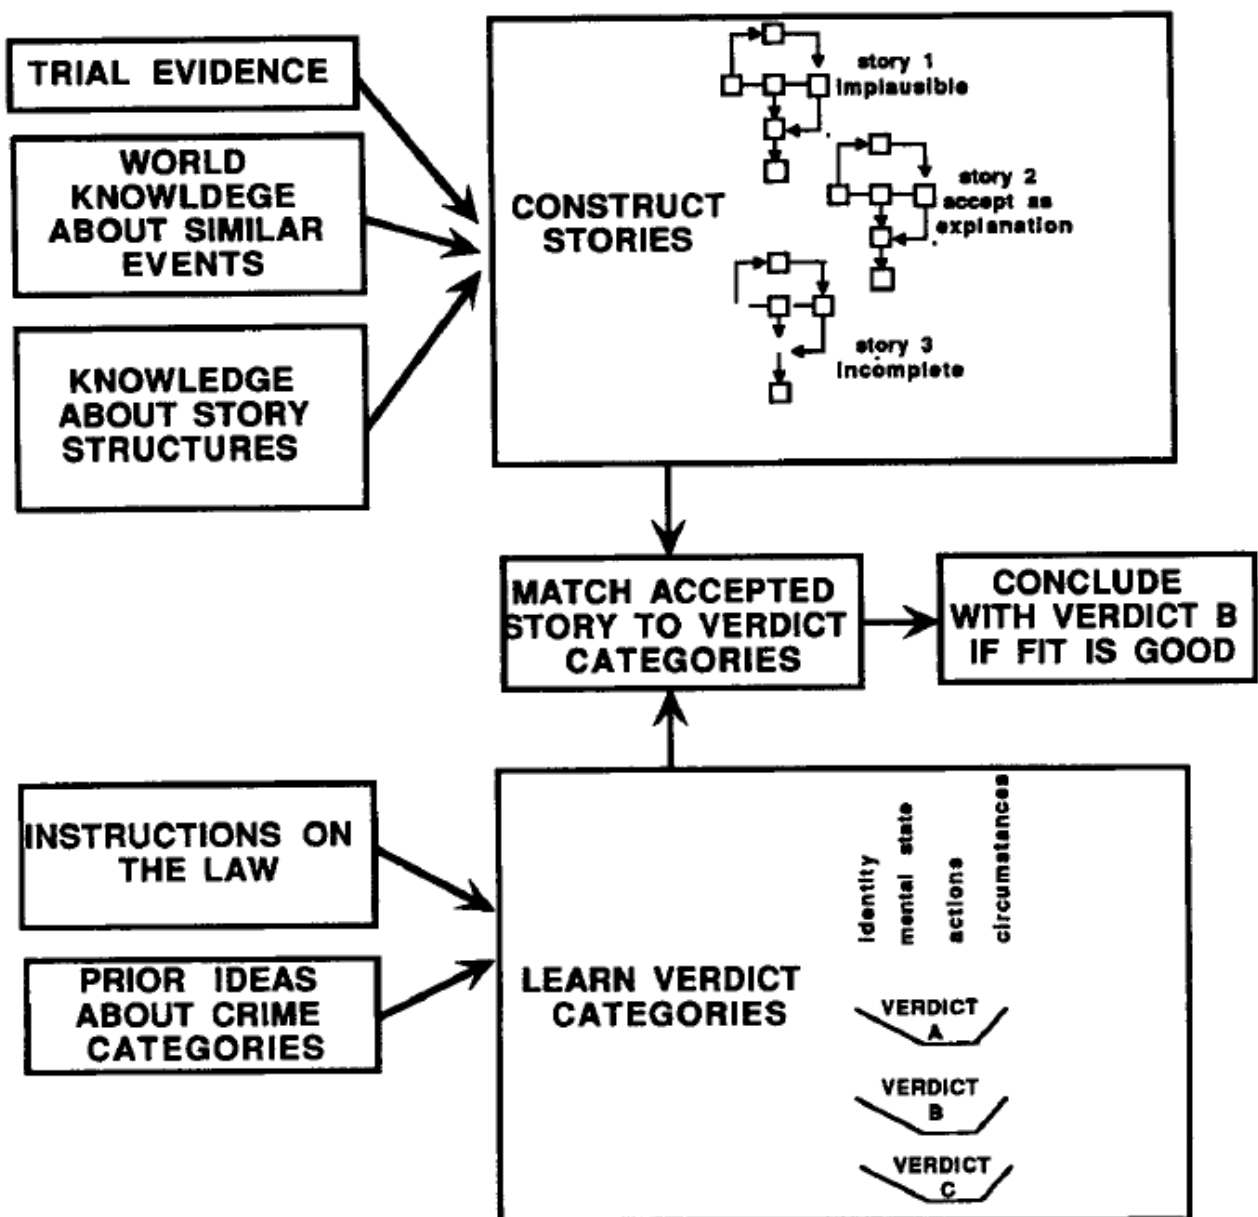 TRIAL EVIDENCE
WORLD
KNOWLDEGE
ABOUT SIMILAR
EVENTS
KNOWLEDGE
ABOUT STORY
STRUCTURES
CONSTRUCT
STORIES
story 1
implausible
story 2
accept as
explanation
story 3
incomplete
MATCH ACCEPTED
STORY TO VERDICT
CATEGORIES
CONCLUDE
WITH VERDICT B
IF FIT IS GOOD
INSTRUCTIONS ON
THE LAW
PRIOR IDEAS
ABOUT CRIME
CATEGORIES
LEARN VERDICT
CATEGORIES
identity
mental state
actions
circumstances
VERDICT
A
VERDICT
B
VERDICT
C